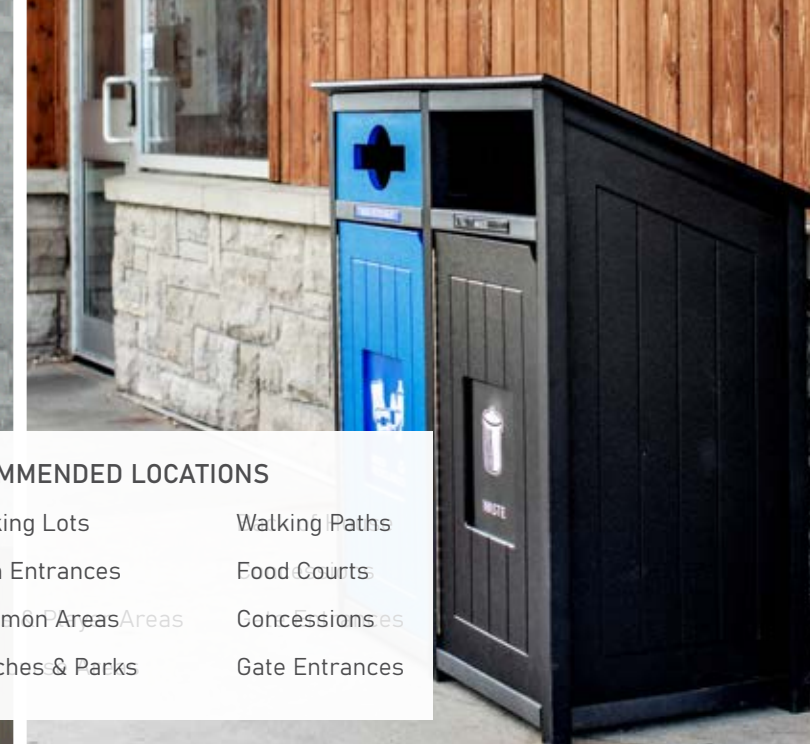 MMENDED LOCATIONS
king Lots Walking Paths
Entrances Food Courts
mon Areas Concessions
ches & Parks Gate Entrances
WASTE